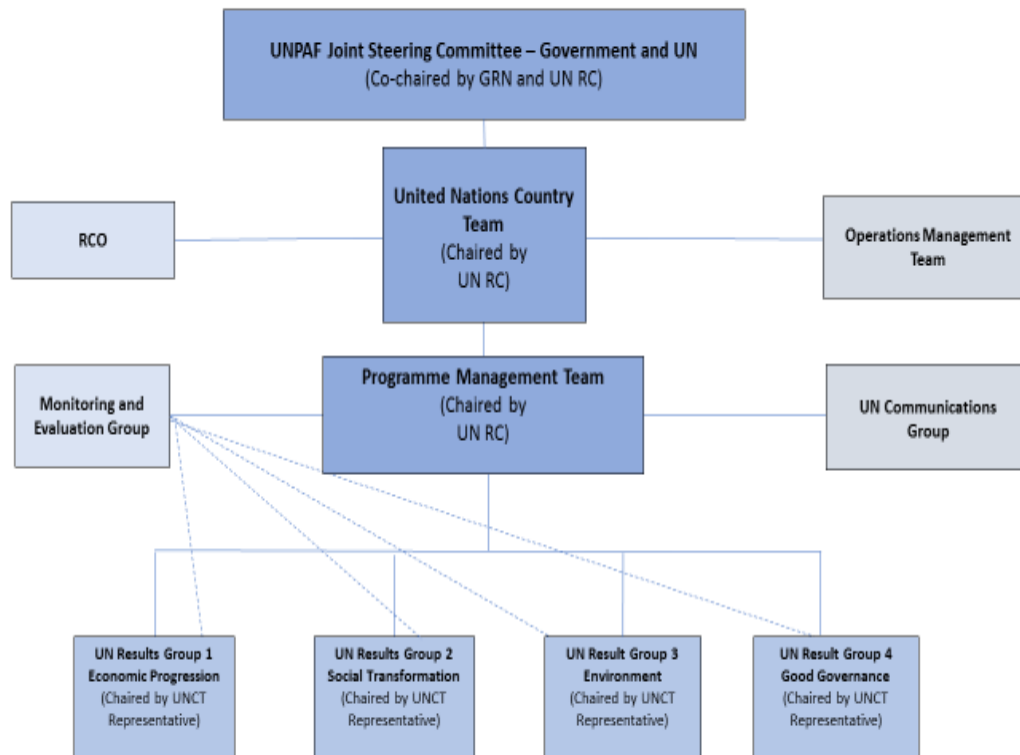 UNPAF Joint Steering Committee – Government and UN
(Co-chaired by GRN and UN RC)
United Nations Country
Team
(Chaired by
UN RC)
RCO
Operations Management
Team
Programme Management Team
(Chaired by
UN RC)
Monitoring and
Evaluation Group
UN Communications
Group
UN Results Group 1
Economic Progression
(Chaired by UNCT
Representative)
UN Results Group 2
Social Transformation
(Chaired by UNCT
Representative)
UN Result Group 3
Environment
(Chaired by UNCT
Representative)
UN Result Group 4
Good Governance
(Chaired by UNCT
Representative)